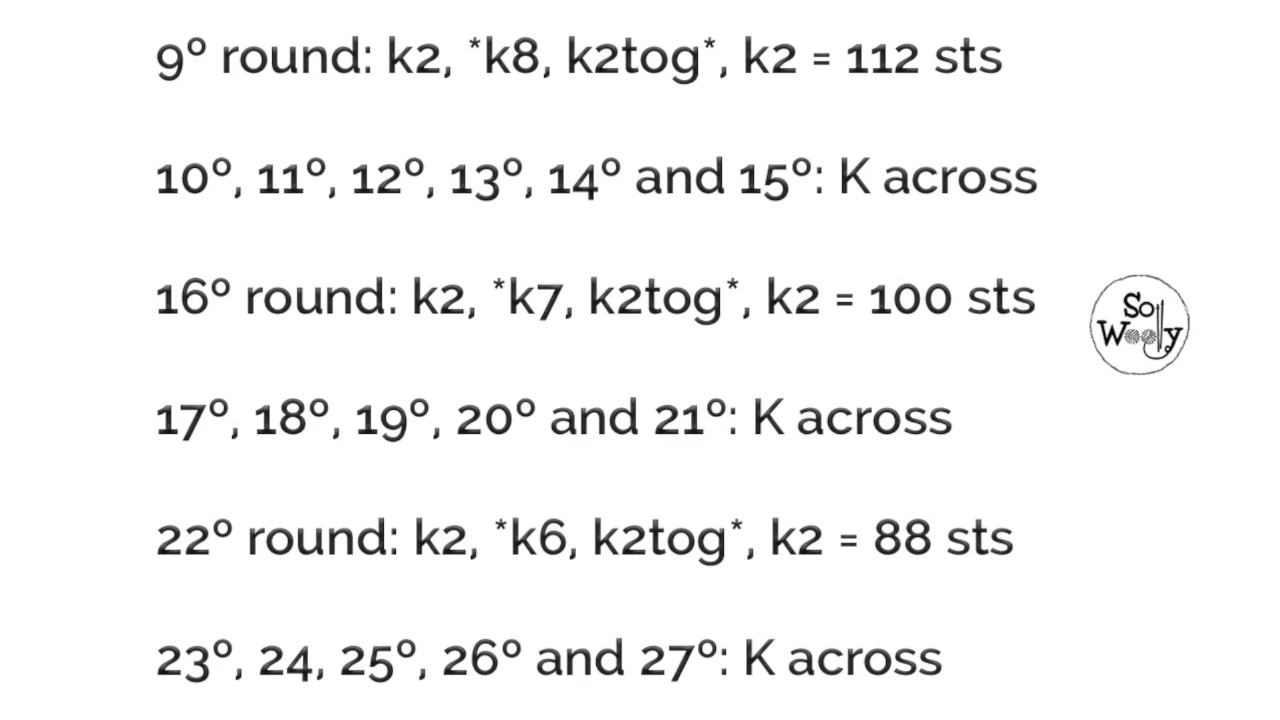 9º round: k2, *k8, k2tog*, k2 = 112 sts
10º, 11º, 12º, 13º, 14º and 15º: K across
16º round: k2, *k7, k2tog*, k2 = 100 sts
So
Woolly
17º, 18º, 19º, 20º and 21º: K across
22º round: k2, *k6, k2tog*, k2 = 88 sts
23º, 24, 25º, 26º and 27º: K across